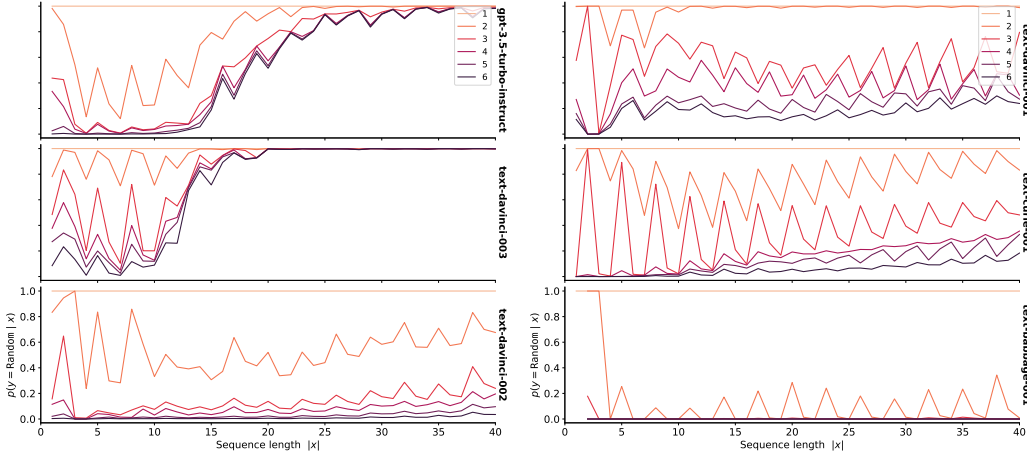 gpt-3.5-turbo-instruct
1
2
3
4
5
6
text-davinci-003
text-davinci-002
1.0
0.8
0.6
0.4
0.2
0.0
p(y = Random | x)
0 5 10 15 20 25 30 35 40
Sequence length |x|
1
2
3
4
5
6
1.0
0.8
0.6
0.4
0.2
0.0
p(y = Random | x)
0 5 10 15 20 25 30 35 40
Sequence length |x|